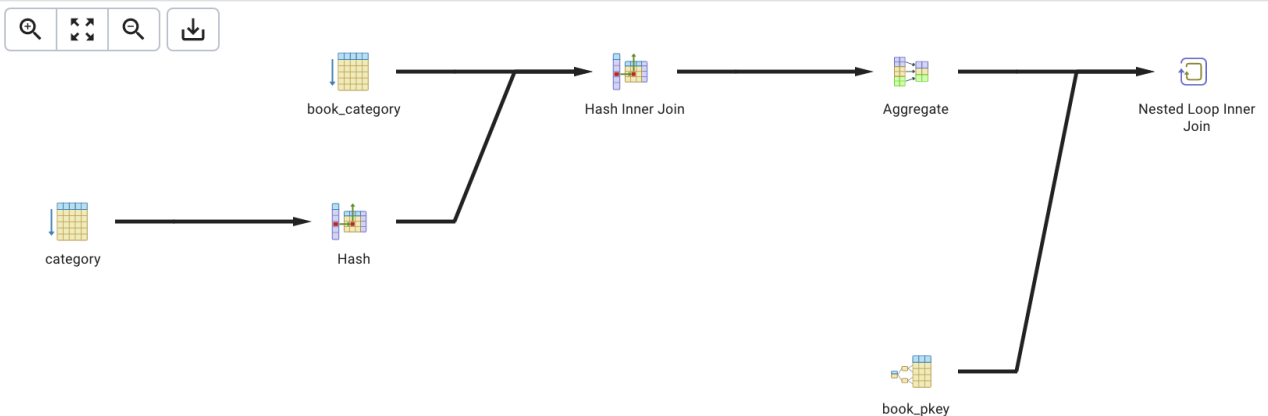 book_category
Hash Inner Join
Aggregate
Nested Loop Inner
Join
category
Hash
book_pkey